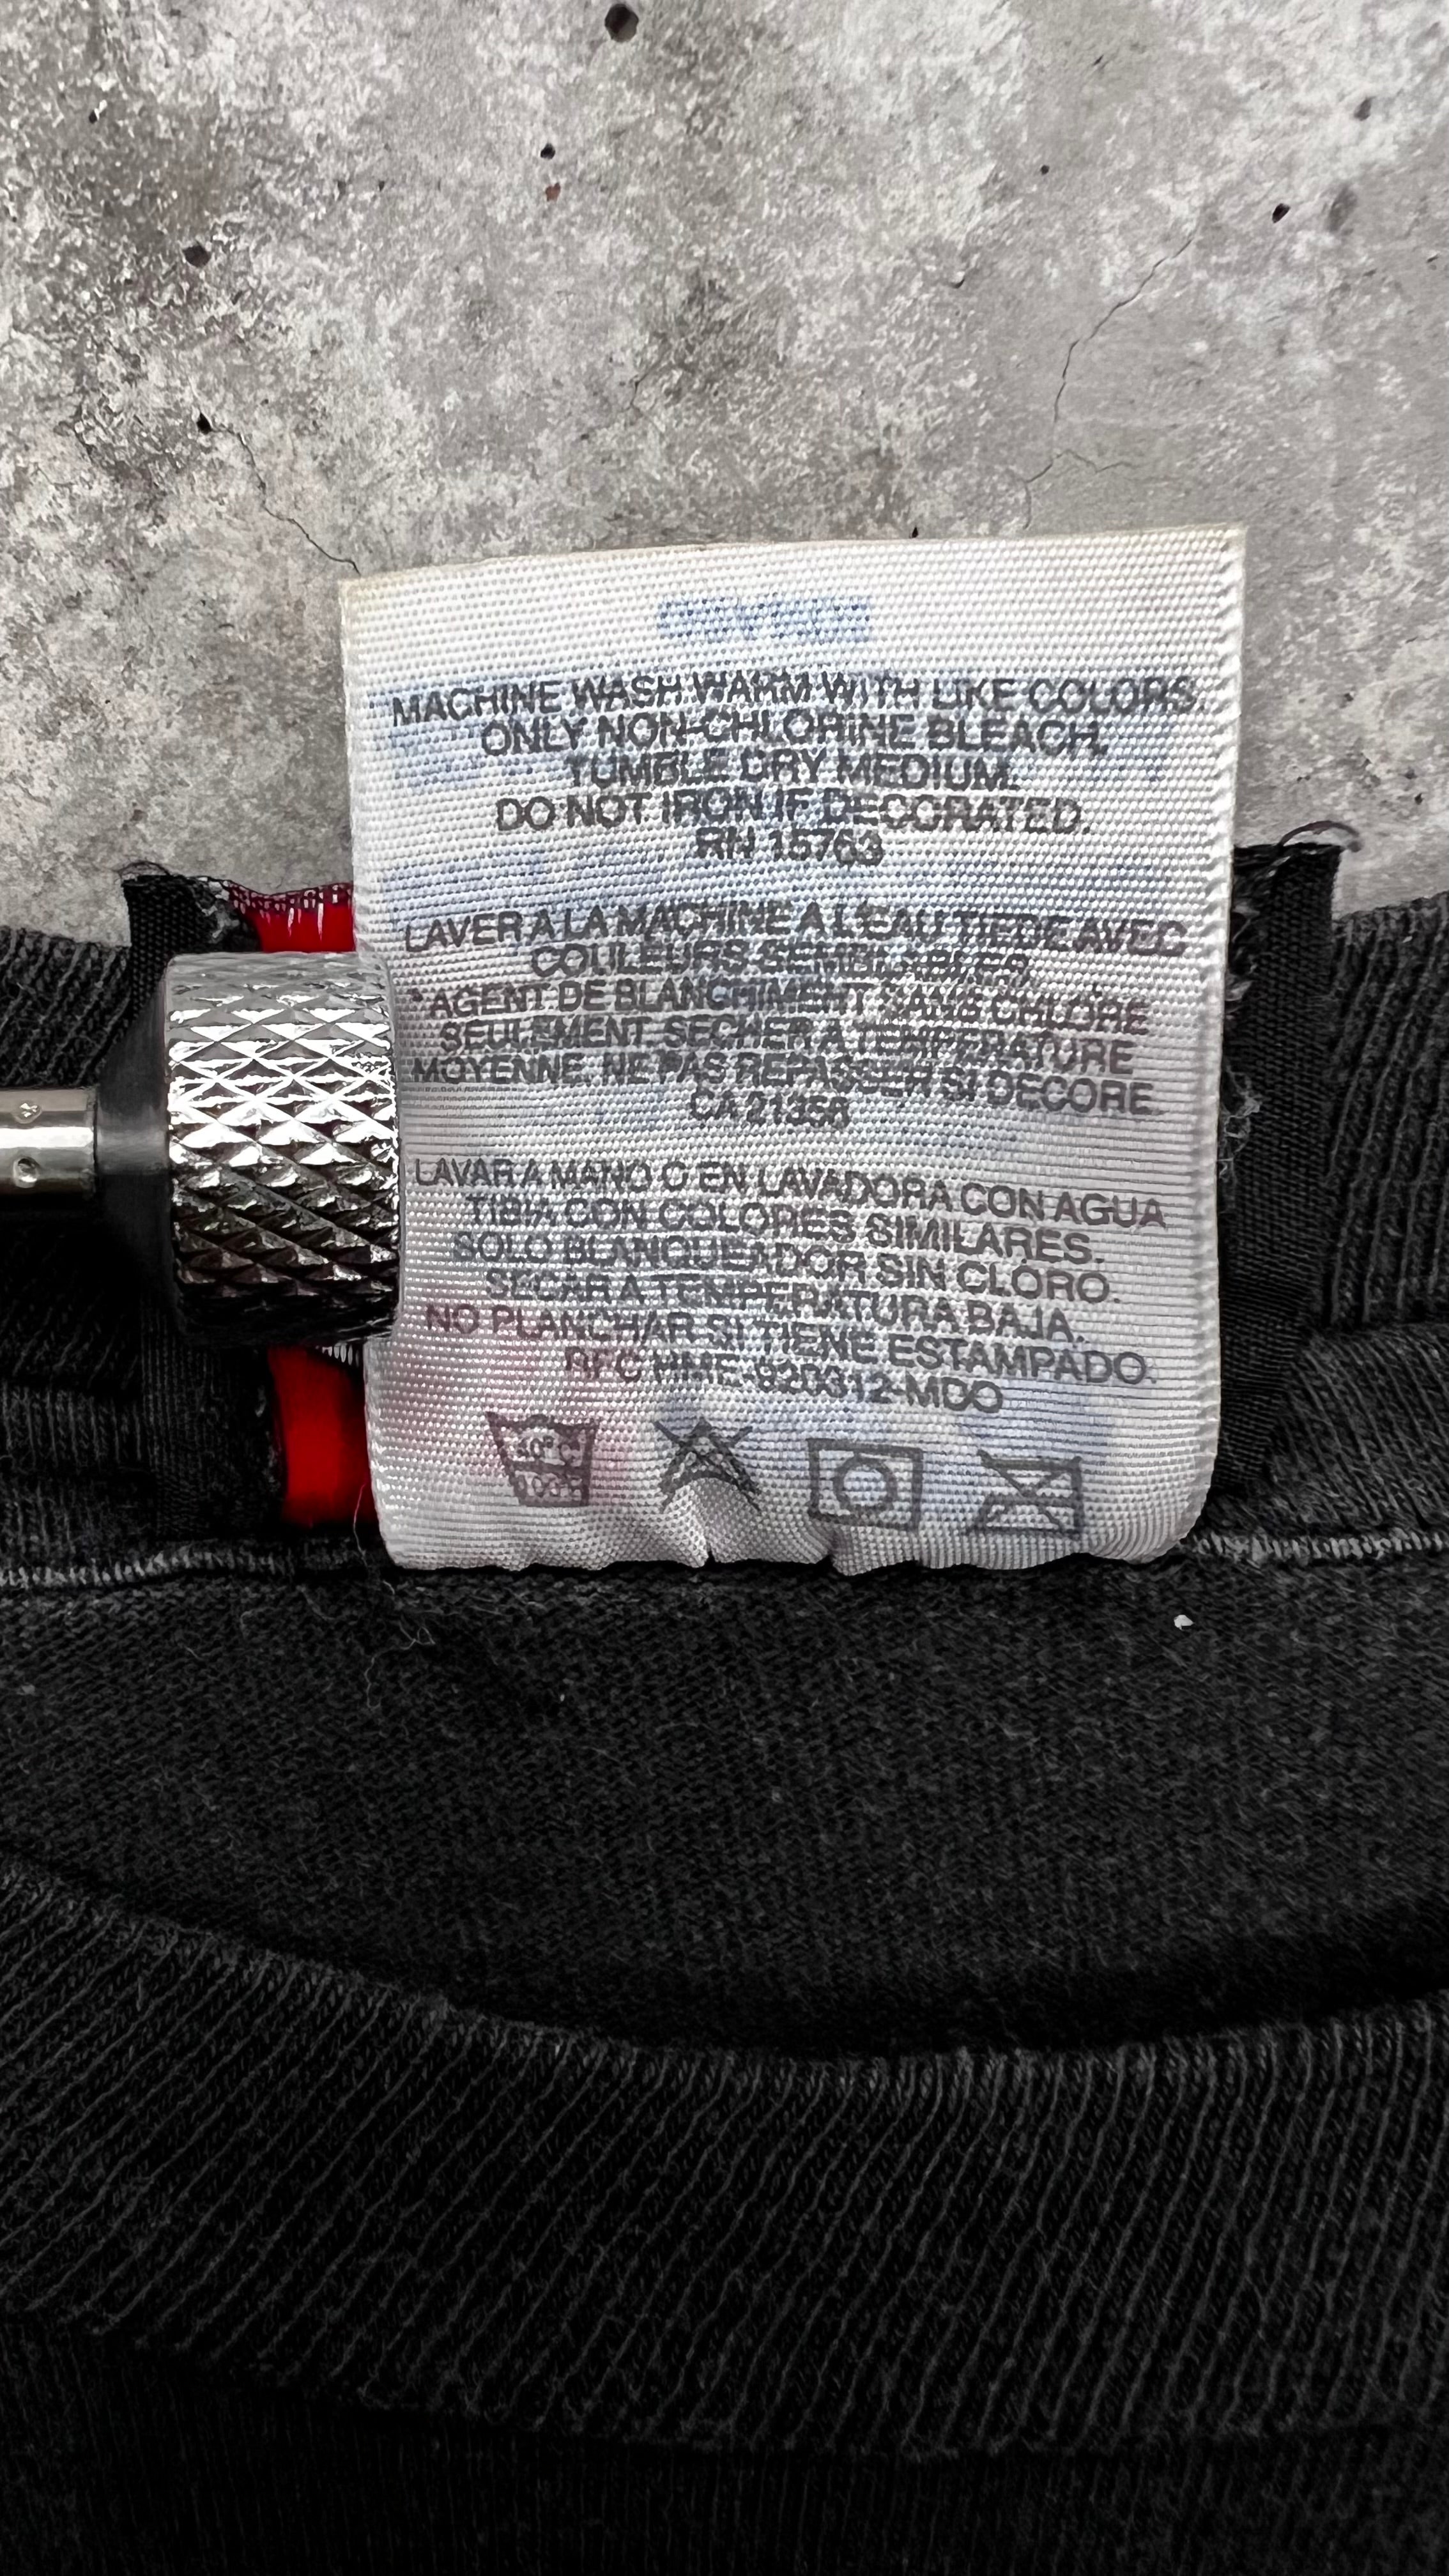 MACHINE WASH WARM WITH LIKE COLORS.
ONLY NON-CHLORINE BLEACH.
TUMBLE DRY MEDIUM.
DO NOT IRON IF DECORATED.
RN 15763
LAVER A LA MACHINE A L'EAU TIEDE AVEC
COULEURS SEMBLABLES,
*AGENT DE BLANCHIMENT SANS CHLORE
SEULEMENT. SECHER A TEMPERATURE
MOYENNE. NE PAS REPASSER SI DECORE.
CA 21356
LAVAR A MANO O EN LAVADORA CON AGUA
TIBIA CON COLORES SIMILARES.
SOLO BLANQUEADOR SIN CLORO.
SECAR A TEMPERATURA BAJA.
NO PLANCHAR SI TIENE ESTAMPADO.
RFC HME-920312-MDO
40°C